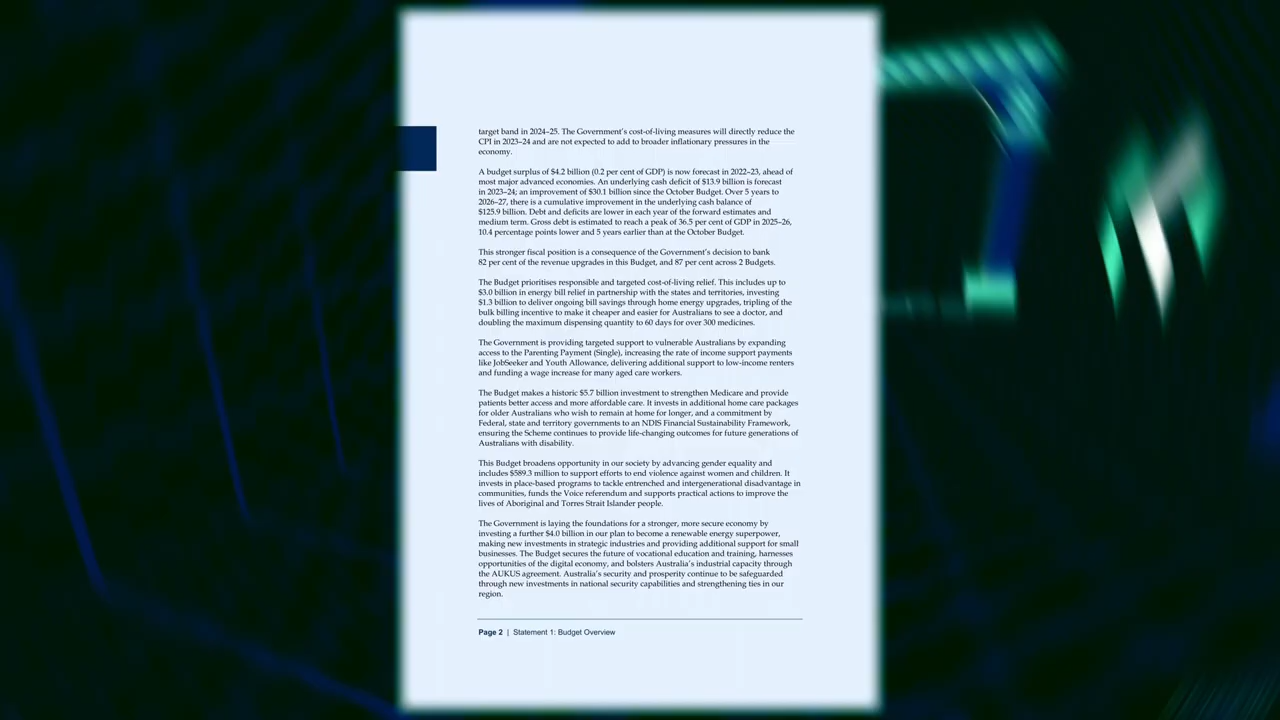 target band in 2024–25. The Government's cost-of-living measures will directly reduce the
CPI in 2023–24 and are not expected to add to broader inflationary pressures in the
economy.
A budget surplus of $4.2 billion (0.2 per cent of GDP) is now forecast in 2022–23, ahead of
most major advanced economies. An underlying cash deficit of $13.9 billion is forecast
in 2023–24; an improvement of $30.1 billion since the October Budget. Over 5 years to
2026–27, there is a cumulative improvement in the underlying cash balance of
$125.9 billion. Debt and deficits are lower in each year of the forward estimates and
medium term. Gross debt is estimated to reach a peak of 36.5 per cent of GDP in 2025–26,
10.4 percentage points lower and 5 years earlier than at the October Budget.
This stronger fiscal position is a consequence of the Government's decision to bank
82 per cent of the revenue upgrades in this Budget, and 87 per cent across 2 Budgets.
The Budget prioritises responsible and targeted cost-of-living relief. This includes up to
$3.0 billion in energy bill relief in partnership with the states and territories, investing
$1.3 billion to deliver ongoing bill savings through home energy upgrades, tripling of the
bulk billing incentive to make it cheaper and easier for Australians to see a doctor, and
doubling the maximum dispensing quantity to 60 days for over 300 medicines.
The Government is providing targeted support to vulnerable Australians by expanding
access to the Parenting Payment (Single), increasing the rate of income support payments
like JobSeeker and Youth Allowance, delivering additional support to low-income renters
and funding a wage increase for many aged care workers.
The Budget makes a historic $5.7 billion investment to strengthen Medicare and provide
patients better access and more affordable care. It invests in additional home care packages
for older Australians who wish to remain at home for longer, and a commitment by
Federal, state and territory governments to an NDIS Financial Sustainability Framework,
ensuring the Scheme continues to provide life-changing outcomes for future generations of
Australians with disability.
This Budget broadens opportunity in our society by advancing gender equality and
includes $589.3 million to support efforts to end violence against women and children. It
invests in place-based programs to tackle entrenched and intergenerational disadvantage in
communities, funds the Voice referendum and supports practical actions to improve the
lives of Aboriginal and Torres Strait Islander people.
The Government is laying the foundations for a stronger, more secure economy by
investing a further $4.0 billion in our plan to become a renewable energy superpower,
making new investments in strategic industries and providing additional support for small
businesses. The Budget secures the future of vocational education and training, harnesses
opportunities of the digital economy, and bolsters Australia's industrial capacity through
the AUKUS agreement. Australia's security and prosperity continue to be safeguarded
through new investments in national security capabilities and strengthening ties in our
region.
Page 2 | Statement 1: Budget Overview